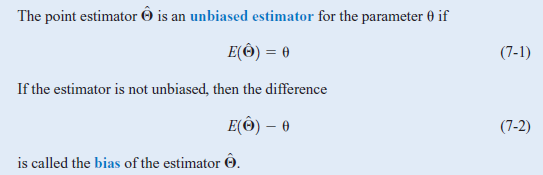 The point estimator Θ̂ is an unbiased estimator for the parameter θ if
E(Θ̂) = θ (7-1)
If the estimator is not unbiased, then the difference
E(Θ̂) − θ (7-2)
is called the bias of the estimator Θ̂.